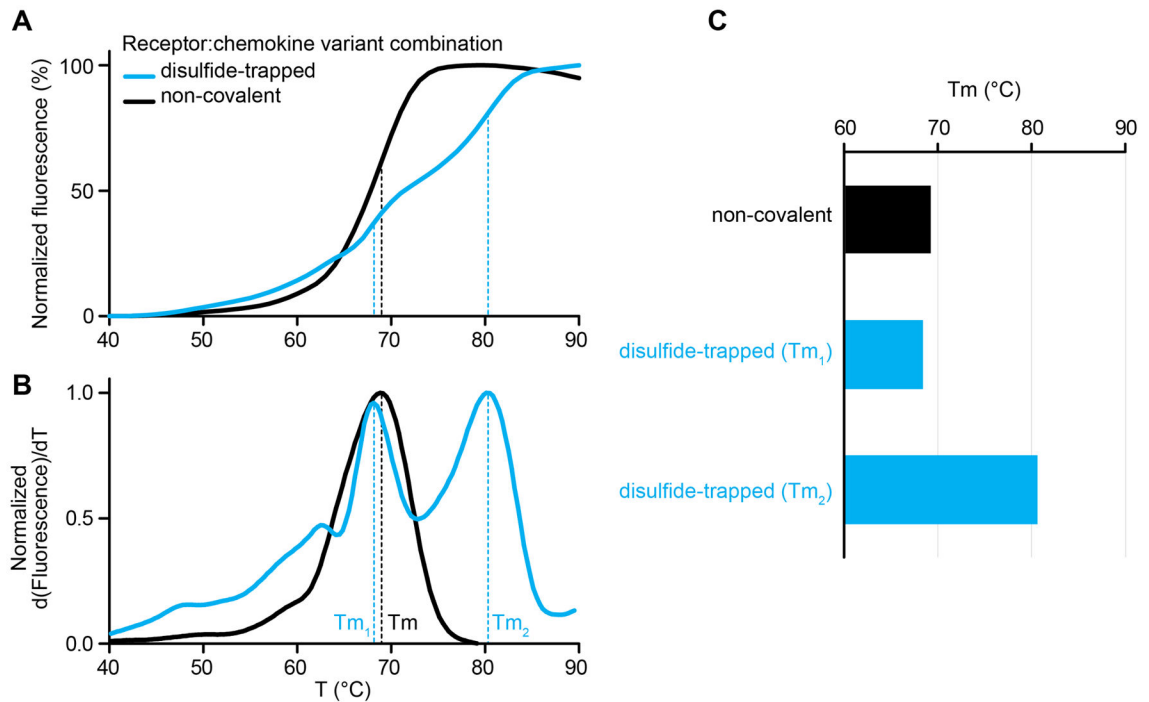 A
Receptor:chemokine variant combination
disulfide-trapped
non-covalent
Normalized fluorescence (%)
100
50
0
40 50 60 70 80 90
B
Normalized
d(Fluorescence)/dT
1.0
0.5
0.0
Tm₁ Tm Tm₂
40 50 60 70 80 90
T (°C)
C
Tm (°C)
60 70 80 90
non-covalent
disulfide-trapped (Tm₁)
disulfide-trapped (Tm₂)